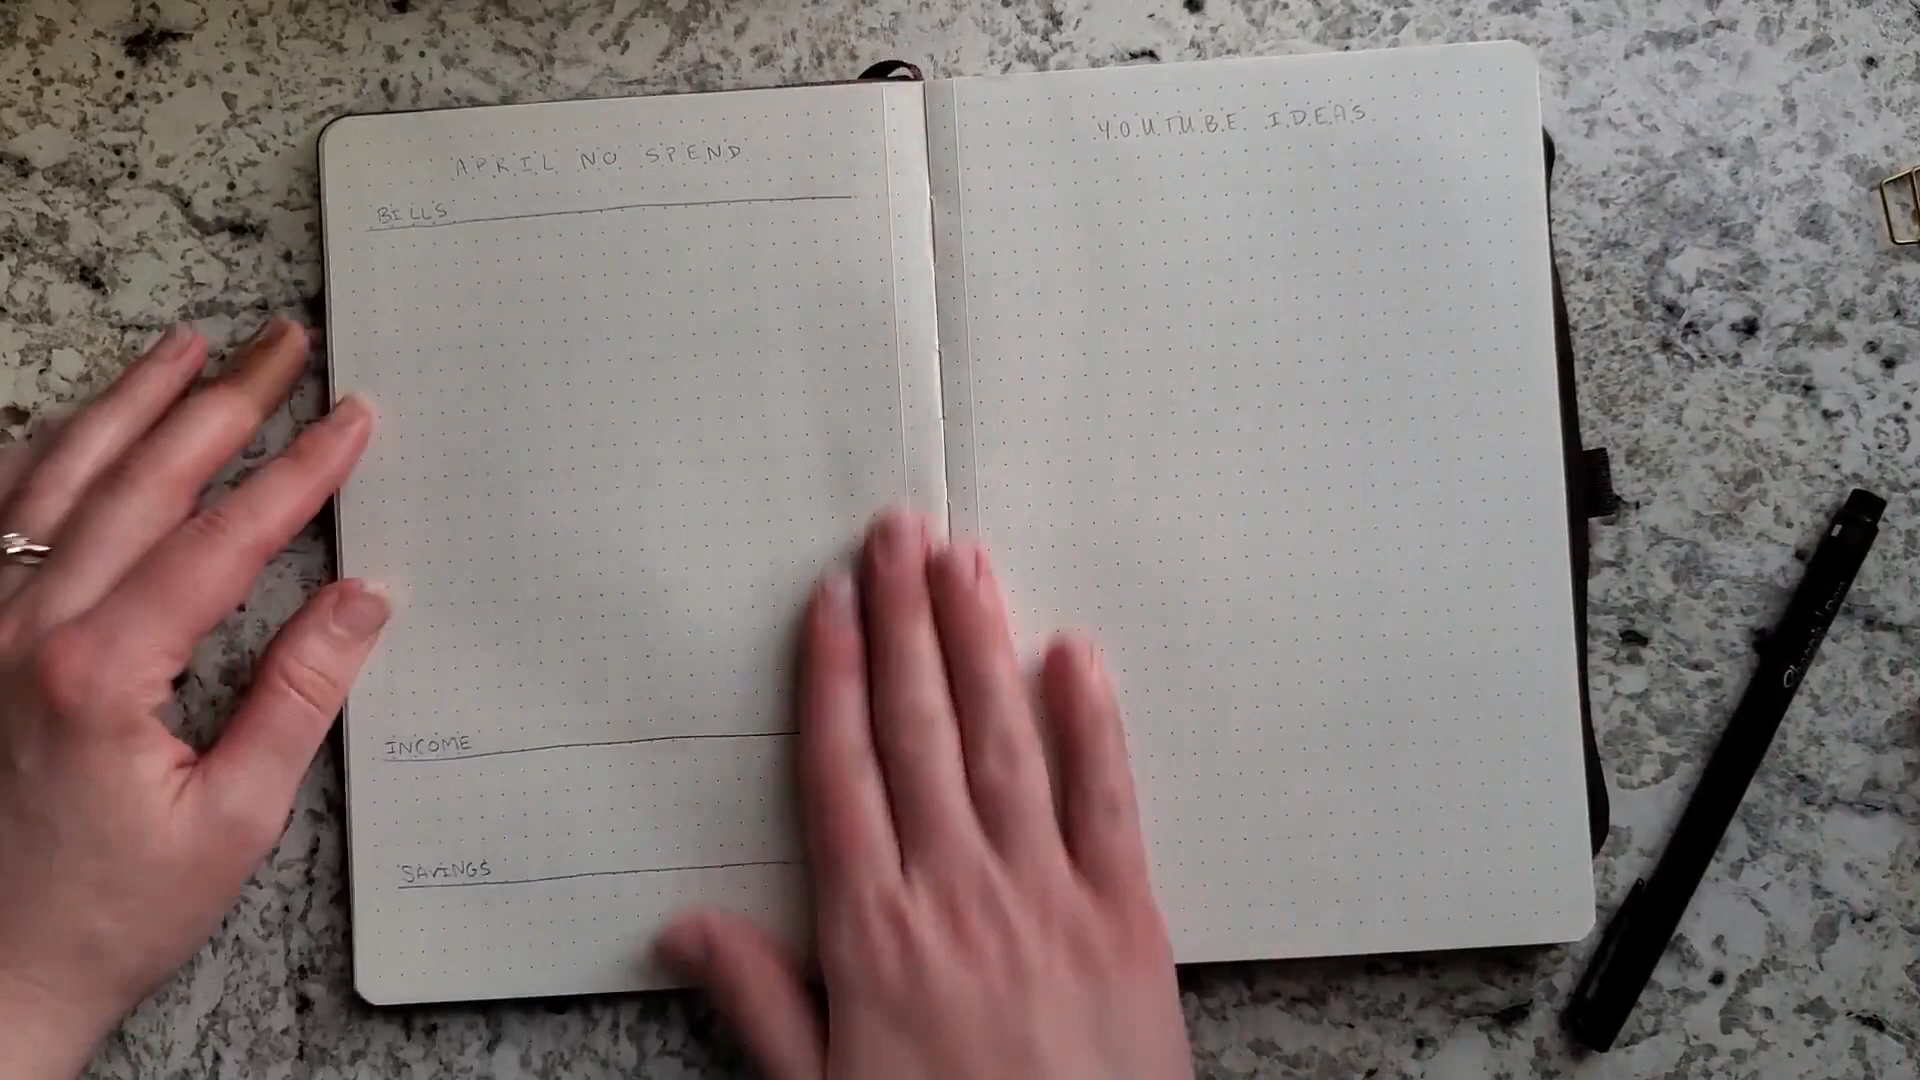 APRIL NO SPEND
BILLS
INCOME
SAVINGS
YOUTUBE IDEAS